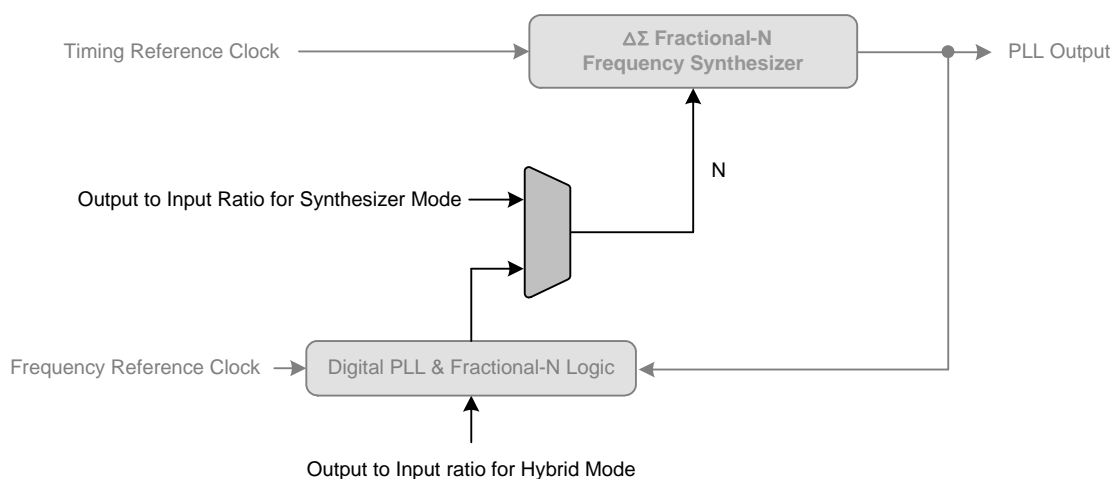 Timing Reference Clock
ΔΣ Fractional-N
Frequency Synthesizer
PLL Output
N
Output to Input Ratio for Synthesizer Mode
Frequency Reference Clock
Digital PLL & Fractional-N Logic
Output to Input ratio for Hybrid Mode